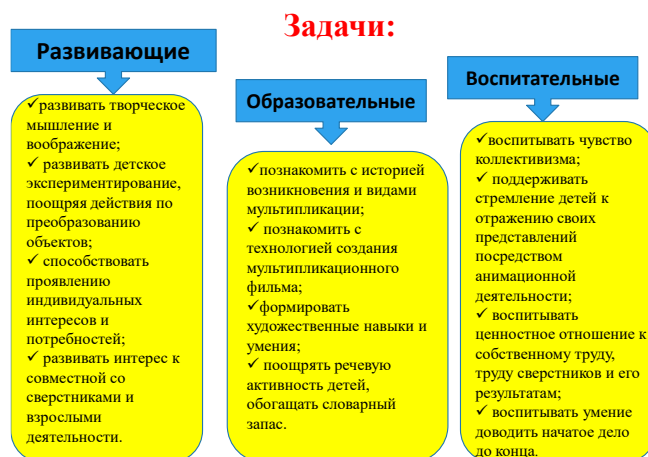 Задачи:
Развивающие
✓развивать творческое
мышление и
воображение;
✓ развивать детское
экспериментирование,
поощряя действия по
преобразованию
объектов;
✓ способствовать
проявлению
индивидуальных
интересов и
потребностей;
✓ развивать интерес к
совместной со
сверстниками и
взрослыми
деятельности.
Образовательные
✓познакомить с историей
возникновения и видами
мультипликации;
✓ познакомить с
технологией создания
мультипликационного
фильма;
✓формировать
художественные навыки и
умения;
✓ поощрять речевую
активность детей,
обогащать словарный
запас.
Воспитательные
✓воспитывать чувство
коллективизма;
✓ поддерживать
стремление детей к
отражению своих
представлений
посредством
анимационной
деятельности;
✓ воспитывать
ценностное отношение к
собственному труду,
труду сверстников и его
результатам;
✓ воспитывать умение
доводить начатое дело
до конца.